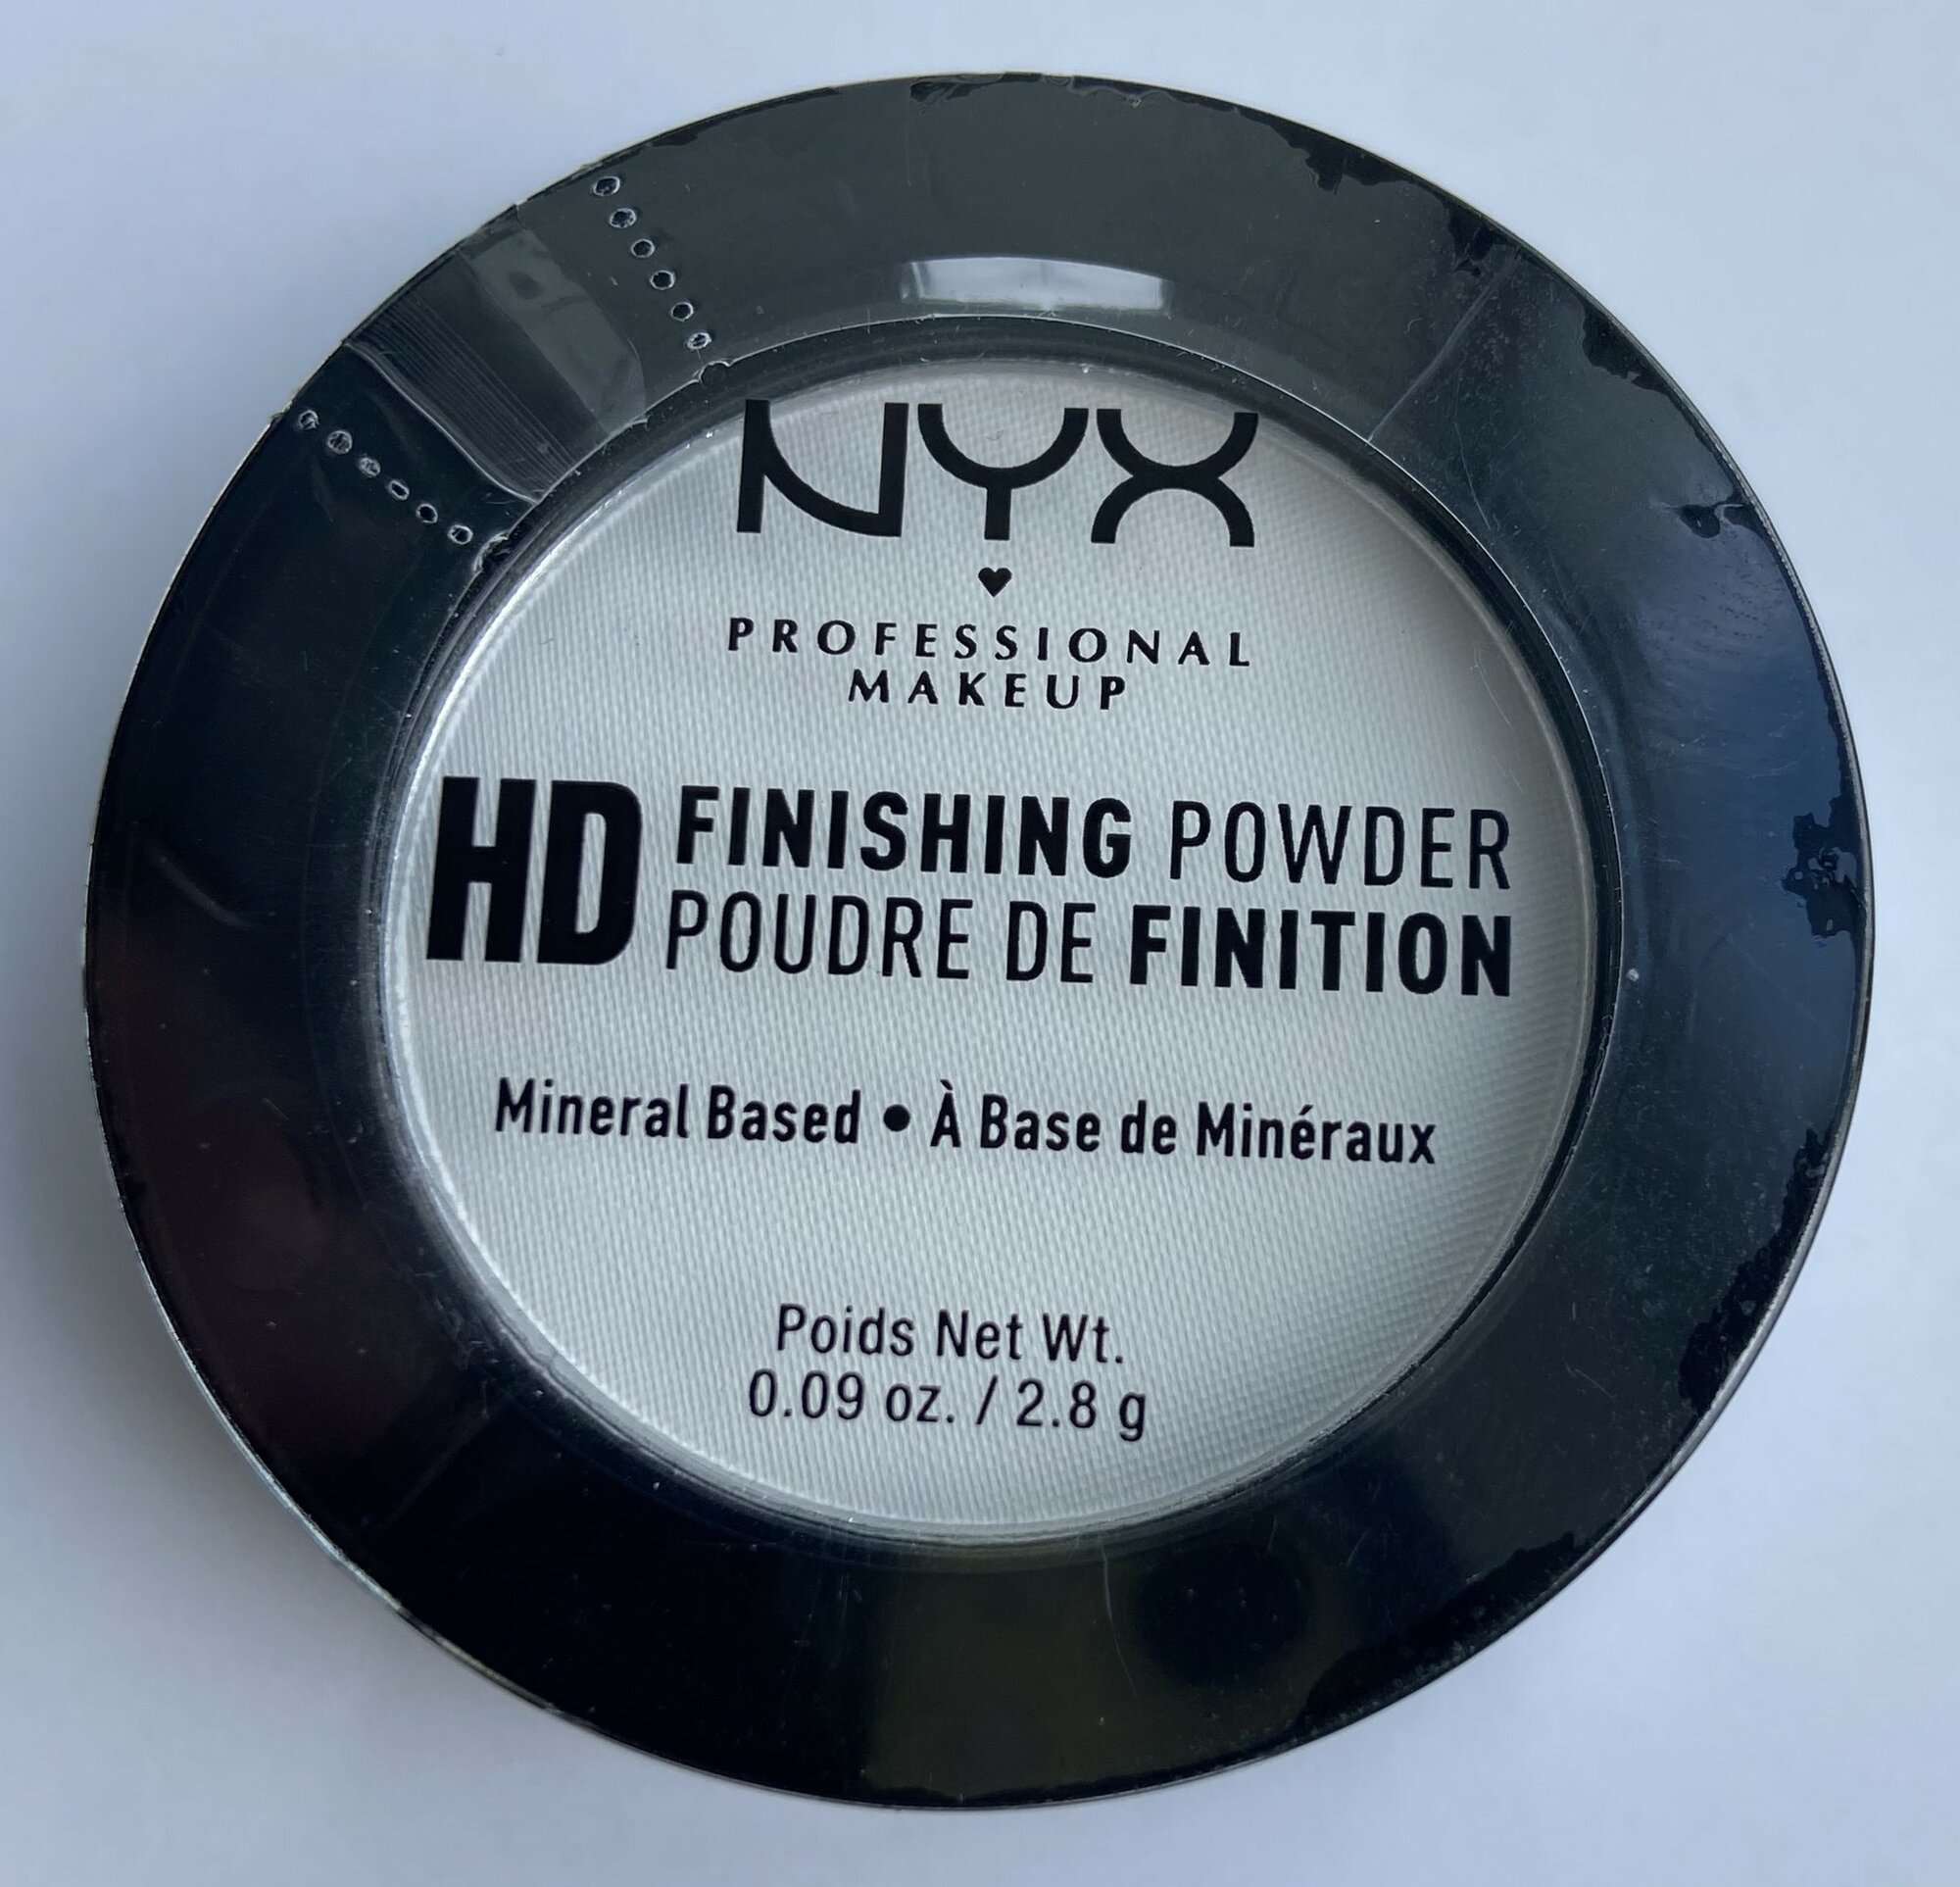 NYX
PROFESSIONAL
MAKEUP
HD FINISHING POWDER
POUDRE DE FINITION
Mineral Based • À Base de Minéraux
Poids Net Wt.
0.09 oz. / 2.8 g